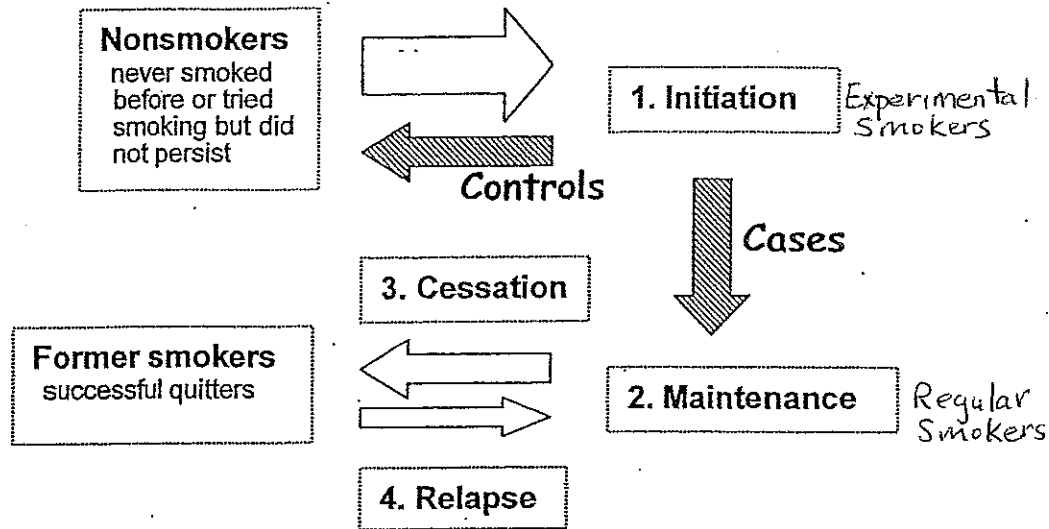 Nonsmokers
never smoked
before or tried
smoking but did
not persist
1. Initiation
Experimental
Smokers
Controls
Cases
3. Cessation
Former smokers
successful quitters
2. Maintenance
Regular
Smokers
4. Relapse